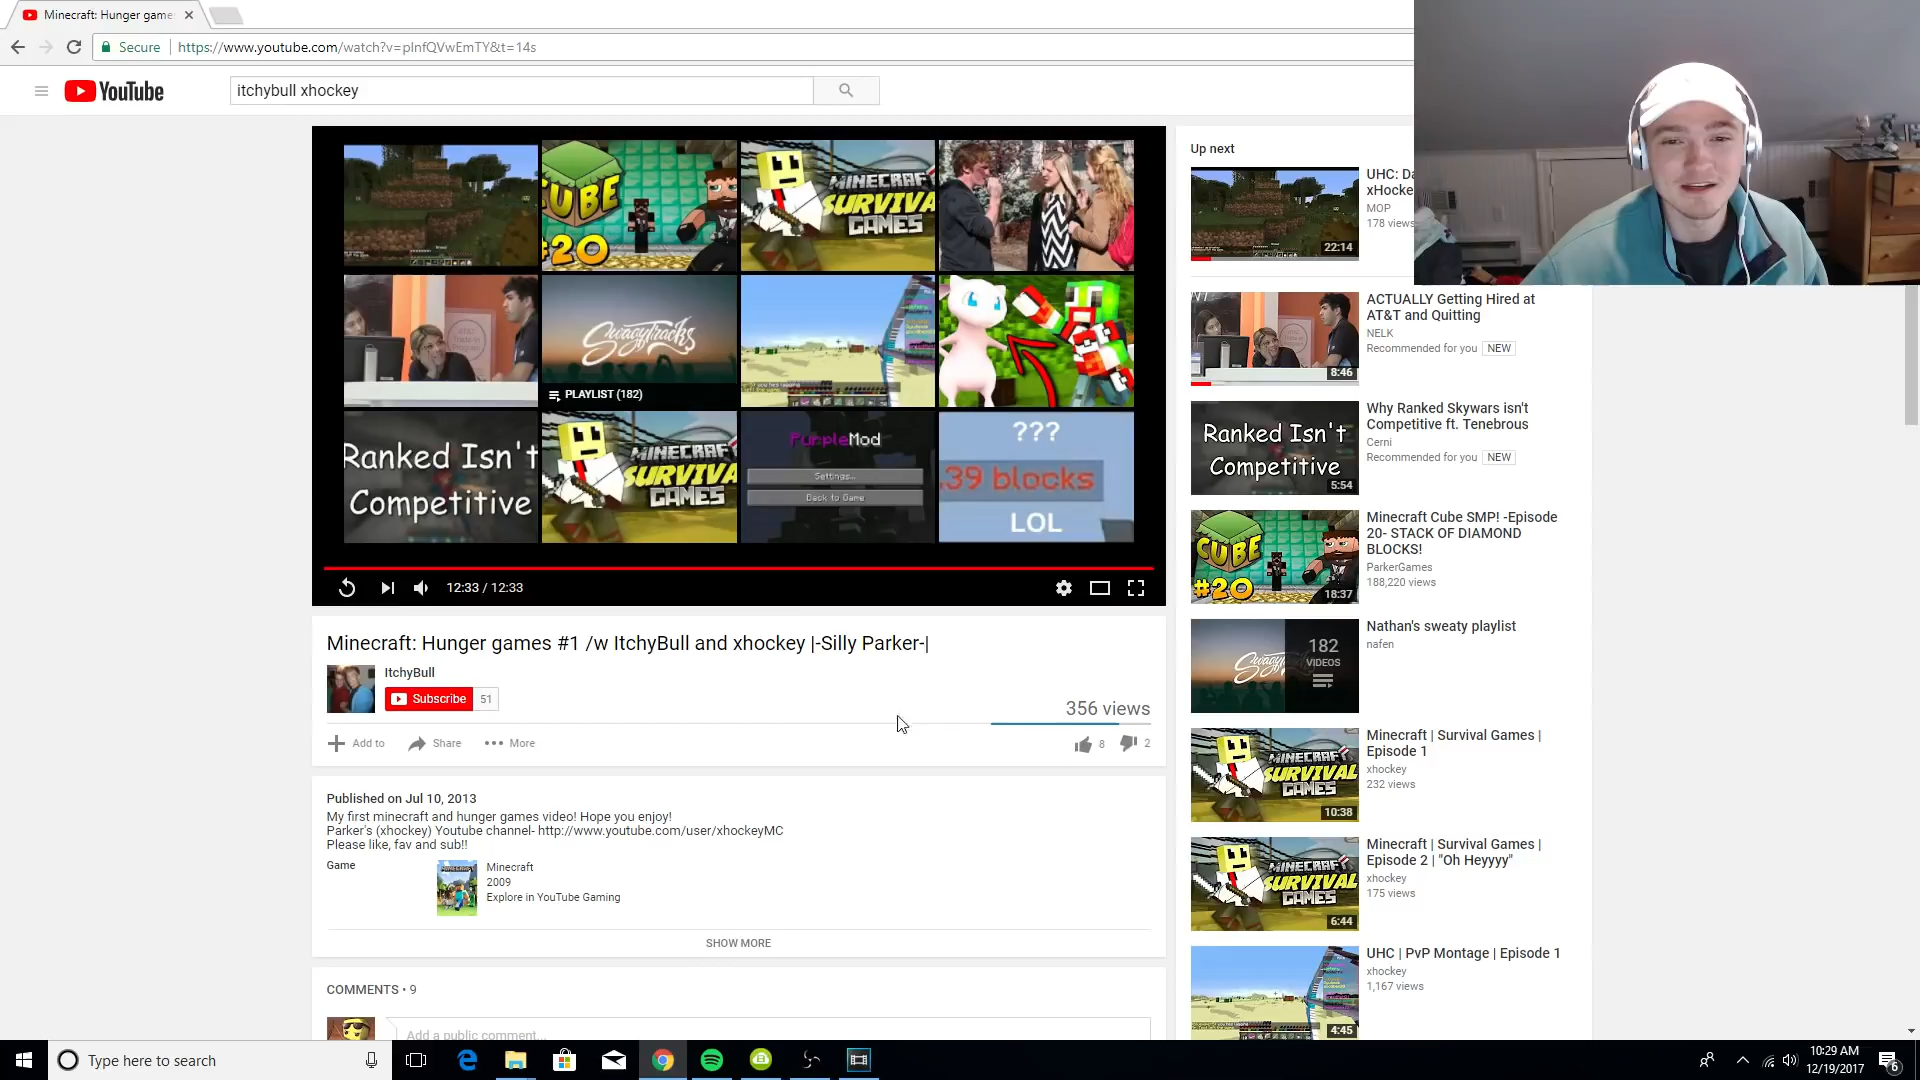 Minecraft: Hunger game
Secure
https://www.youtube.com/watch?v=plnfQVwEmTY&t=14s
YouTube
itchybull xhockey
CUBE
#20
MINECRAFT
SURVIVAL
GAMES
Swagytracks
PLAYLIST (182)
Ranked Isn't
Competitive
MINECRAFT
SURVIVAL
GAMES
PurpleMod
Settings...
Back to Game
???
.39 blocks
LOL
12:33 / 12:33
Minecraft: Hunger games #1 /w ItchyBull and xhockey |-Silly Parker-|
ItchyBull
Subscribe 51
356 views
Add to
Share
More
8
2
Published on Jul 10, 2013
My first minecraft and hunger games video! Hope you enjoy!
Parker's (xhockey) Youtube channel- http://www.youtube.com/user/xhockeyMC
Please like, fav and sub!!
Game
Minecraft
2009
Explore in YouTube Gaming
SHOW MORE
COMMENTS • 9
Add a public comment...
Up next
22:14
UHC: Da
xHocke
MOP
178 views
8:46
ACTUALLY Getting Hired at
AT&T and Quitting
NELK
Recommended for you NEW
Ranked Isn't
Competitive
5:54
Why Ranked Skywars isn't
Competitive ft. Tenebrous
Cerni
Recommended for you NEW
CUBE
#20
18:37
Minecraft Cube SMP! -Episode
20- STACK OF DIAMOND
BLOCKS!
ParkerGames
188,220 views
182
VIDEOS
Nathan's sweaty playlist
nafen
MINECRAFT
SURVIVAL
GAMES
10:38
Minecraft | Survival Games |
Episode 1
xhockey
232 views
MINECRAFT
SURVIVAL
GAMES
6:44
Minecraft | Survival Games |
Episode 2 | "Oh Heyyyy"
xhockey
175 views
4:45
UHC | PvP Montage | Episode 1
xhockey
1,167 views
Type here to search
10:29 AM
12/19/2017
6